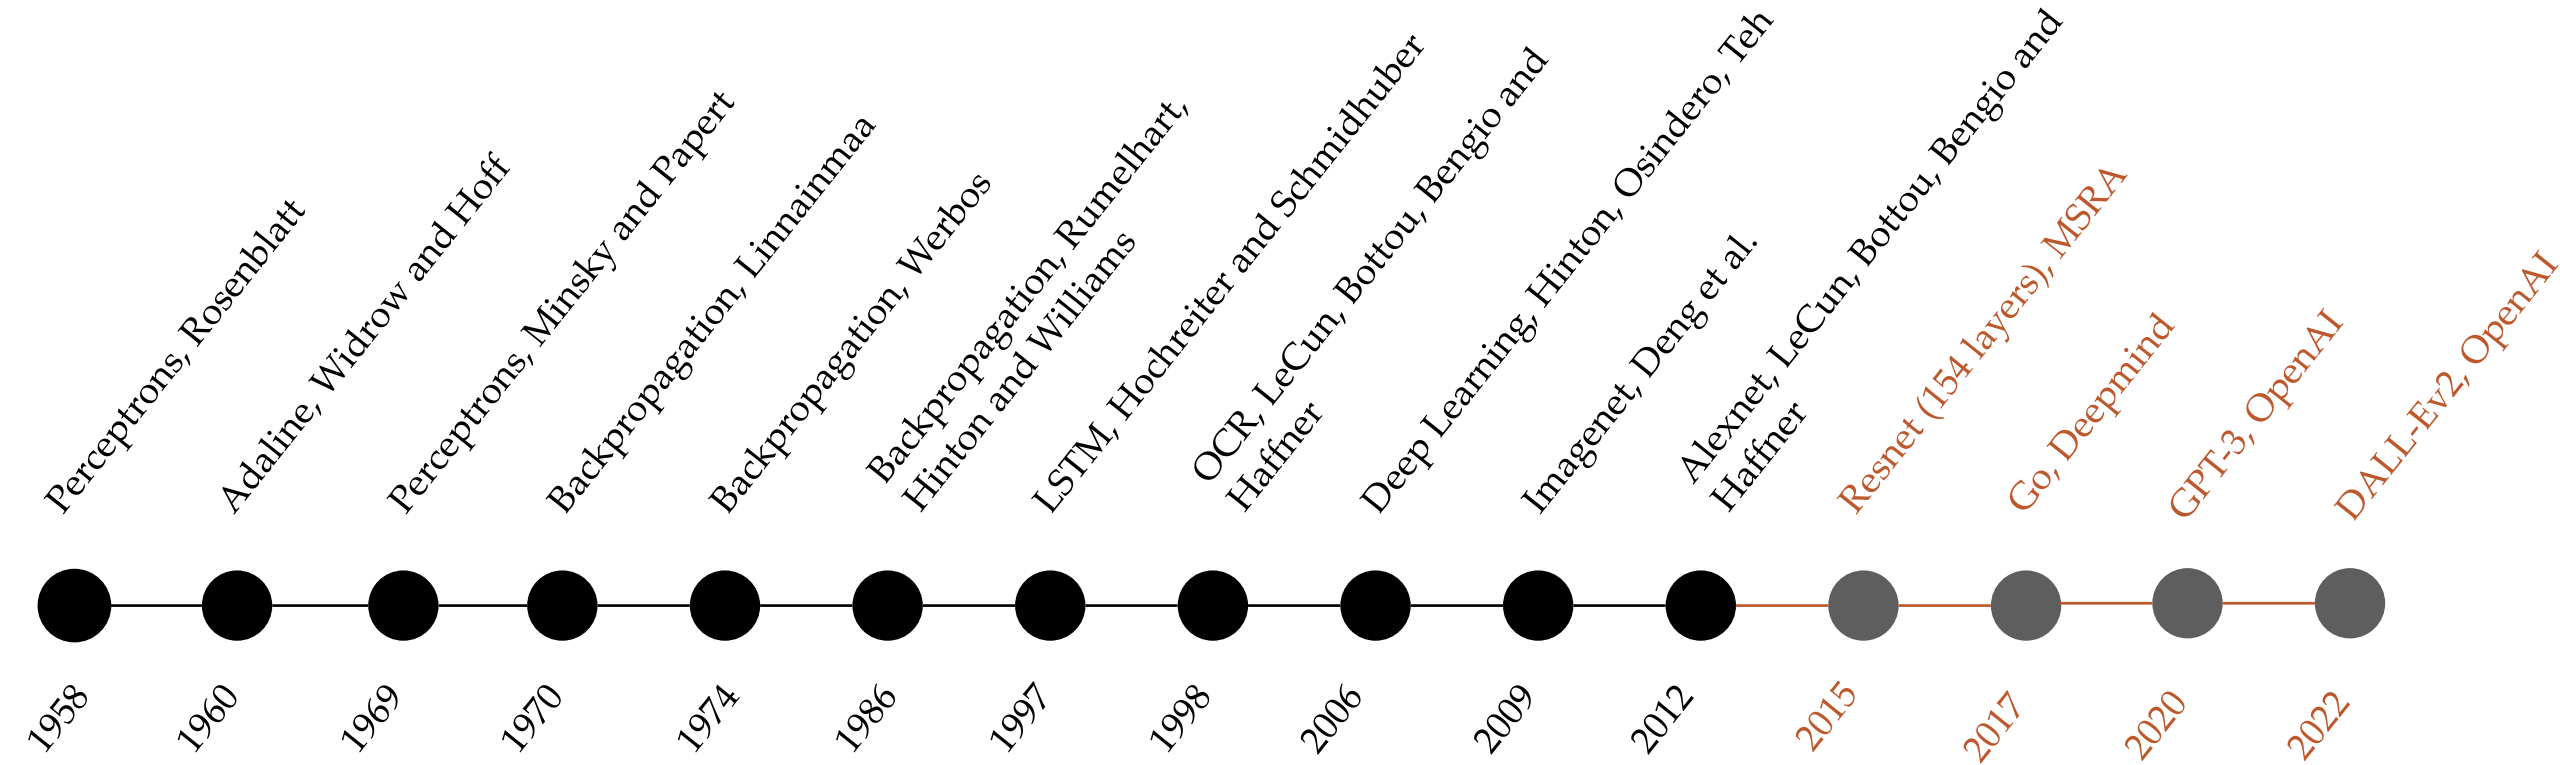 Perceptrons, Rosenblatt
Adaline, Widrow and Hoff
Perceptrons, Minsky and Papert
Backpropagation, Linnainmaa
Backpropagation, Werbos
Backpropagation, Rumelhart,
Hinton and Williams
LSTM, Hochreiter and Schmidhuber
OCR, LeCun, Bottou, Bengio and
Haffner
Deep Learning, Hinton, Osindero, Teh
Imagenet, Deng et al.
Alexnet, LeCun, Bottou, Bengio and
Haffner
Resnet (154 layers), MSRA
Go, Deepmind
GPT-3, OpenAI
DALL-Ev2, OpenAI
1958
1960
1969
1970
1974
1986
1997
1998
2006
2009
2012
2015
2017
2020
2022